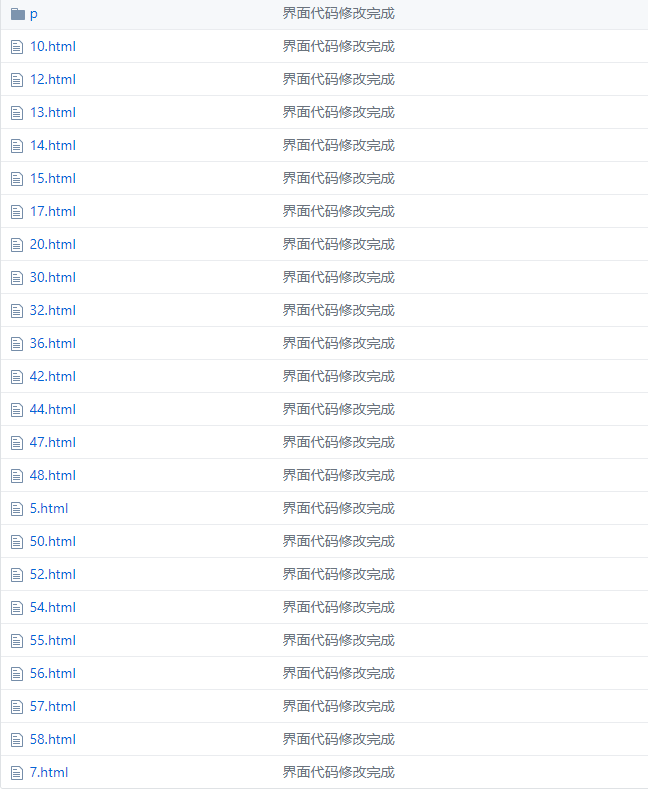 p 界面代码修改完成
10.html 界面代码修改完成
12.html 界面代码修改完成
13.html 界面代码修改完成
14.html 界面代码修改完成
15.html 界面代码修改完成
17.html 界面代码修改完成
20.html 界面代码修改完成
30.html 界面代码修改完成
32.html 界面代码修改完成
36.html 界面代码修改完成
42.html 界面代码修改完成
44.html 界面代码修改完成
47.html 界面代码修改完成
48.html 界面代码修改完成
5.html 界面代码修改完成
50.html 界面代码修改完成
52.html 界面代码修改完成
54.html 界面代码修改完成
55.html 界面代码修改完成
56.html 界面代码修改完成
57.html 界面代码修改完成
58.html 界面代码修改完成
7.html 界面代码修改完成